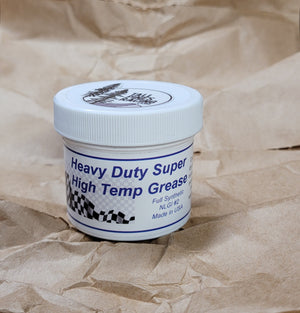 Heavy Duty Super
High Temp Grease
Full Synthetic
NLGI #2
Made in USA